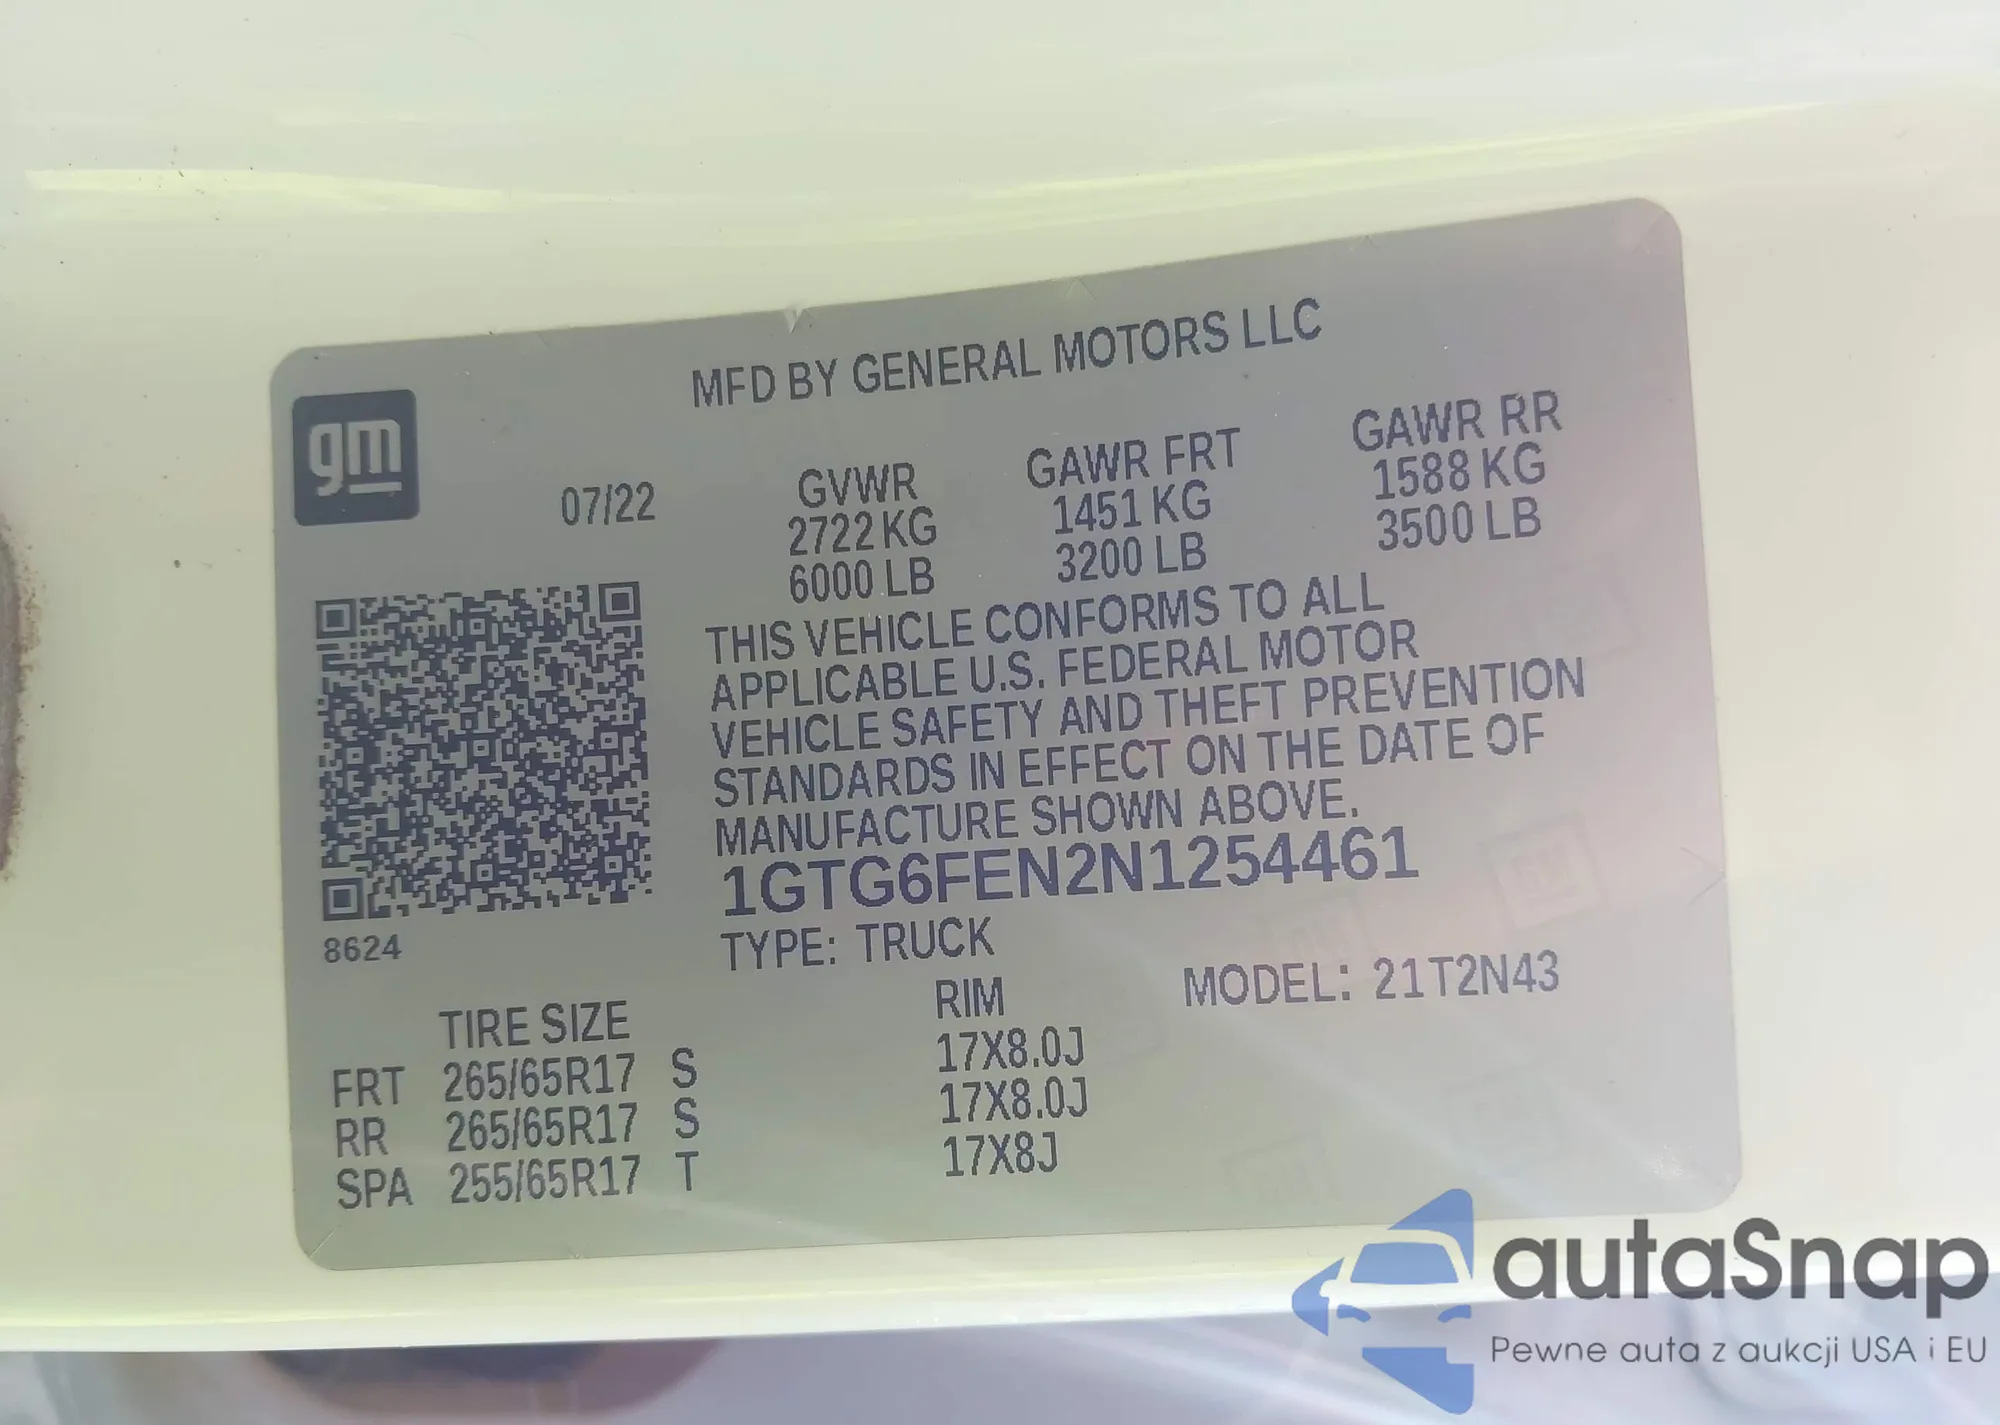 MFD BY GENERAL MOTORS LLC
gm
07/22
GVWR GAWR FRT GAWR RR
2722 KG 1451 KG 1588 KG
6000 LB 3200 LB 3500 LB
THIS VEHICLE CONFORMS TO ALL
APPLICABLE U.S. FEDERAL MOTOR
VEHICLE SAFETY AND THEFT PREVENTION
STANDARDS IN EFFECT ON THE DATE OF
MANUFACTURE SHOWN ABOVE.
1GTG6FEN2N1254461
8624
TYPE: TRUCK
MODEL: 21T2N43
TIRE SIZE RIM
FRT 265/65R17 S 17X8.0J
RR 265/65R17 S 17X8.0J
SPA 255/65R17 T 17X8J
autaSnap
Pewne auta z aukcji USA i EU